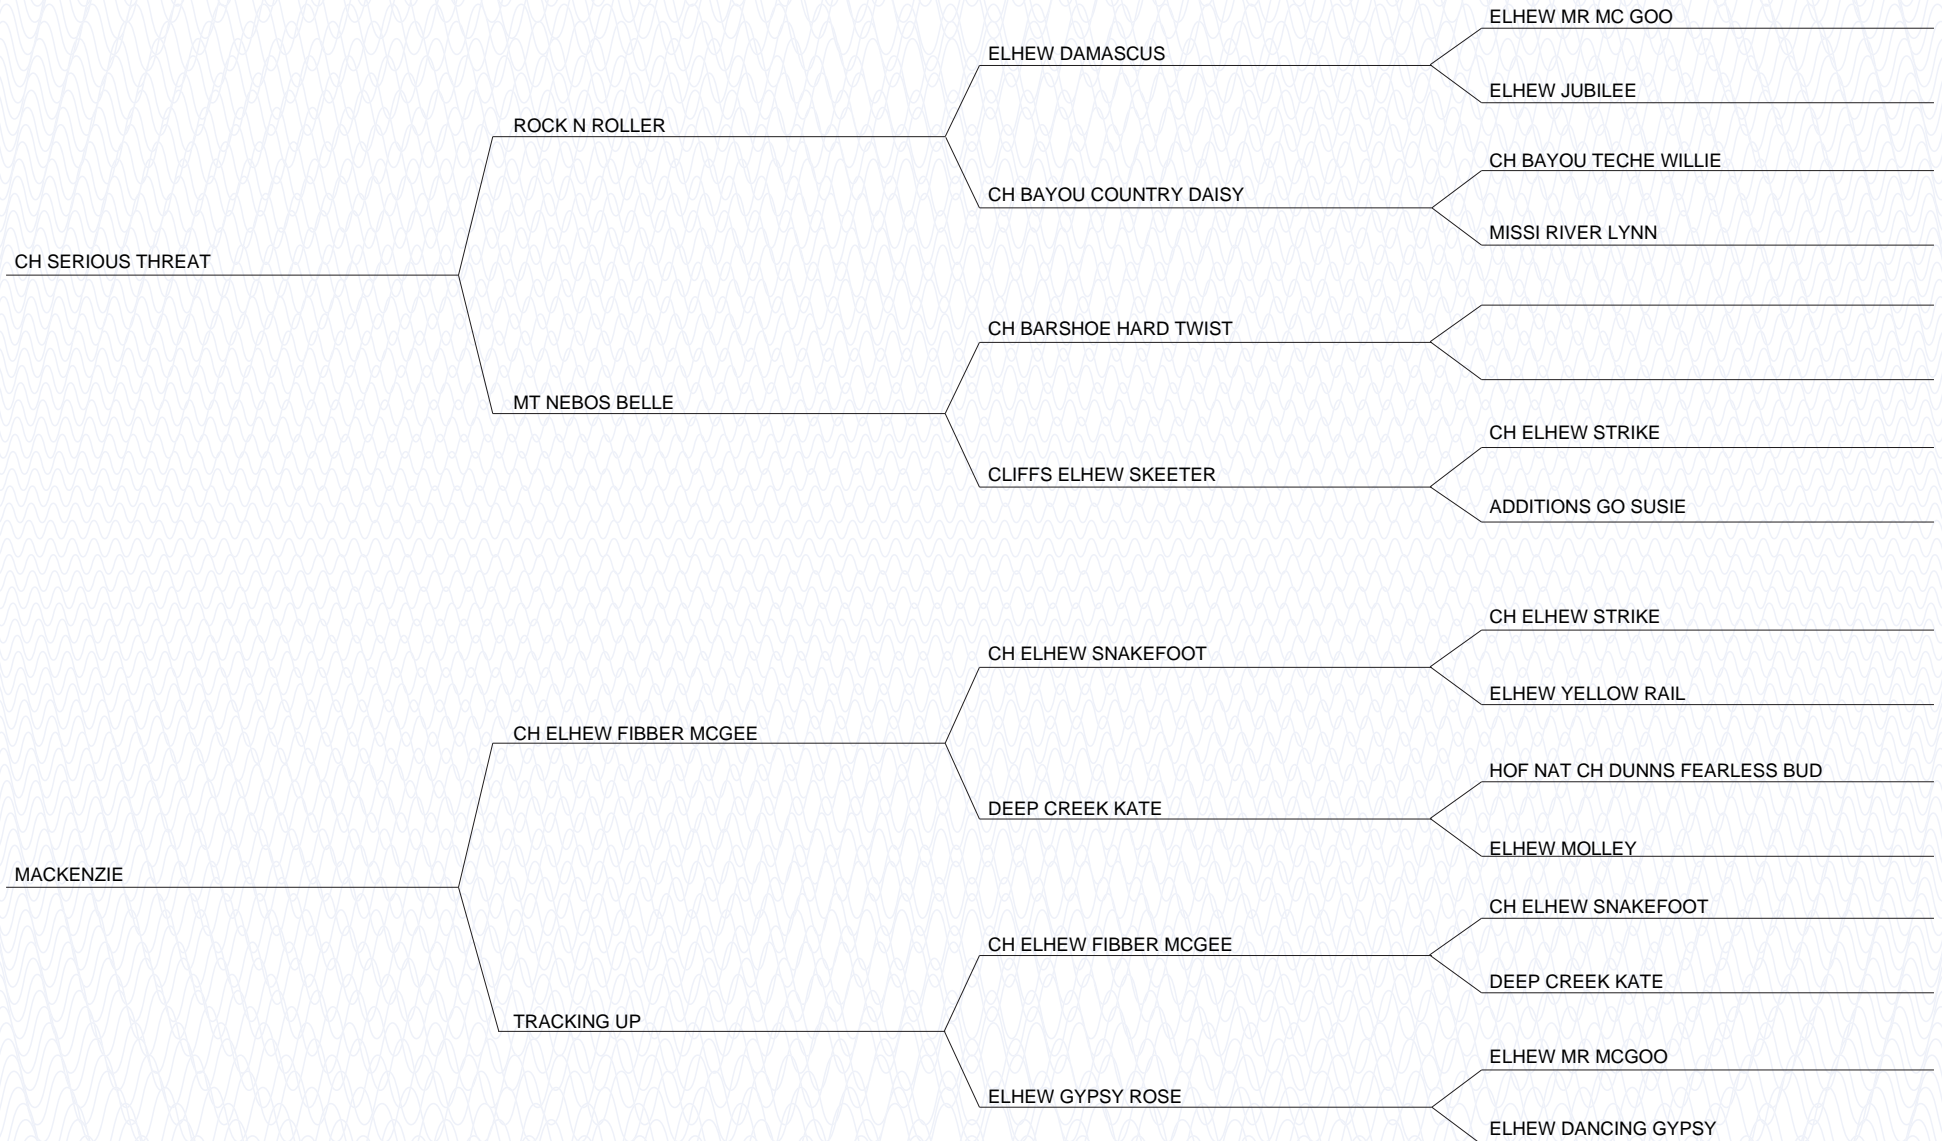 ELHEW MR MC GOO
ELHEW DAMASCUS
ELHEW JUBILEE
ROCK N ROLLER
CH BAYOU TECHE WILLIE
CH BAYOU COUNTRY DAISY
MISSI RIVER LYNN
CH SERIOUS THREAT
CH BARSHOE HARD TWIST
MT NEBOS BELLE
CH ELHEW STRIKE
CLIFFS ELHEW SKEETER
ADDITIONS GO SUSIE
CH ELHEW STRIKE
CH ELHEW SNAKEFOOT
ELHEW YELLOW RAIL
CH ELHEW FIBBER MCGEE
HOF NAT CH DUNNS FEARLESS BUD
DEEP CREEK KATE
ELHEW MOLLEY
MACKENZIE
CH ELHEW SNAKEFOOT
CH ELHEW FIBBER MCGEE
DEEP CREEK KATE
TRACKING UP
ELHEW MR MCGOO
ELHEW GYPSY ROSE
ELHEW DANCING GYPSY